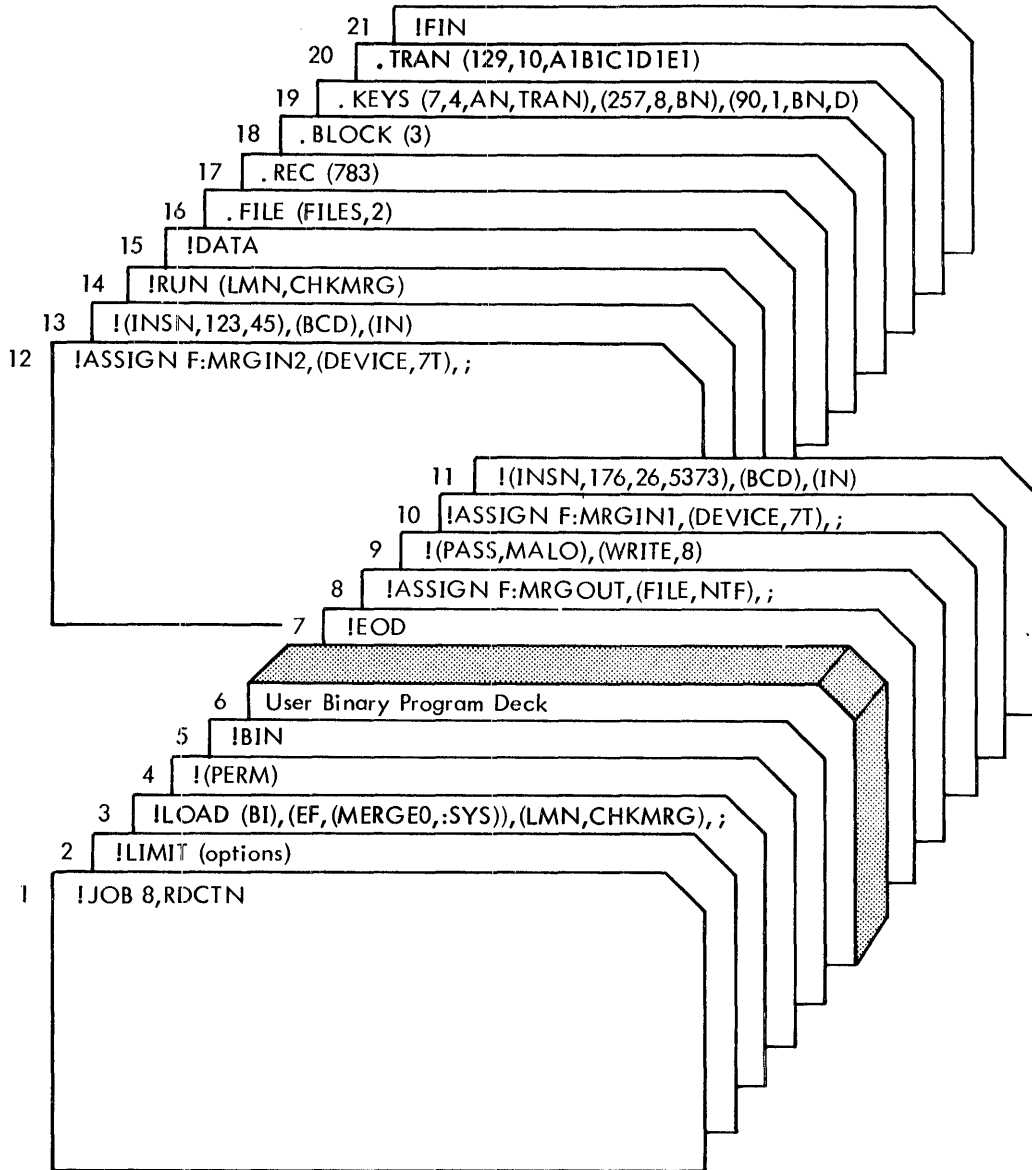 21 !FIN
20 .TRAN (129,10,A1B1C1D1E1)
19 .KEYS (7,4,AN,TRAN),(257,8,BN),(90,1,BN,D)
18 .BLOCK (3)
17 .REC (783)
16 .FILE (FILES,2)
15 !DATA
14 !RUN (LMN,CHKMRG)
13 !(INSN,123,45),(BCD),(IN)
12 !ASSIGN F:MRGIN2,(DEVICE,7T),;
11 !(INSN,176,26,5373),(BCD),(IN)
10 !ASSIGN F:MRGIN1,(DEVICE,7T),;
9 !(PASS,MALO),(WRITE,8)
8 !ASSIGN F:MRGOUT,(FILE,NTF),;
7 !EOD
6 User Binary Program Deck
5 !BIN
4 !(PERM)
3 !LOAD (BI),(EF,(MERGE0,:SYS)),(LMN,CHKMRG),;
2 !LIMIT (options)
1 !JOB 8,RDCTN